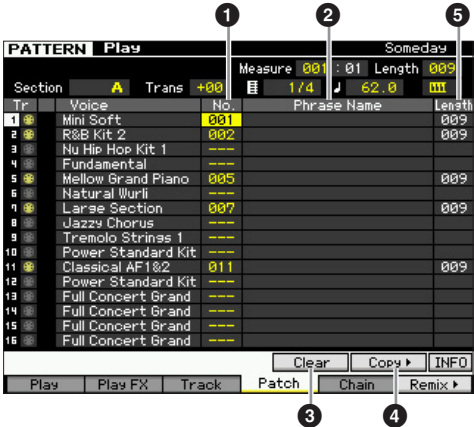 1 2 5
PATTERN Play Someday
Measure 001 : 01 Length 009
Section A Trans +00 1/4 62.0
Tr Voice No. Phrase Name Length
1 Mini Soft 001 009
2 R&B Kit 2 002 009
3 Nu Hip Hop Kit 1 ---
4 Fundamental ---
5 Mellow Grand Piano 005 009
6 Natural Wurli ---
7 Large Section 007 009
8 Jazzy Chorus ---
9 Tremolo Strings 1 ---
10 Power Standard Kit ---
11 Classical AF1&2 011 009
12 Power Standard Kit ---
13 Full Concert Grand ---
14 Full Concert Grand ---
15 Full Concert Grand ---
16 Full Concert Grand ---
Clear Copy INFO
Play Play FX Track Patch Chain Remix
3 4